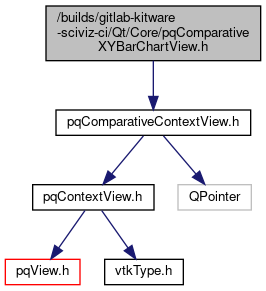 /builds/gitlab-kitware
-sciviz-ci/Qt/Core/pqComparative
XYBarChartView.h
pqComparativeContextView.h
pqContextView.h
QPointer
pqView.h
vtkType.h